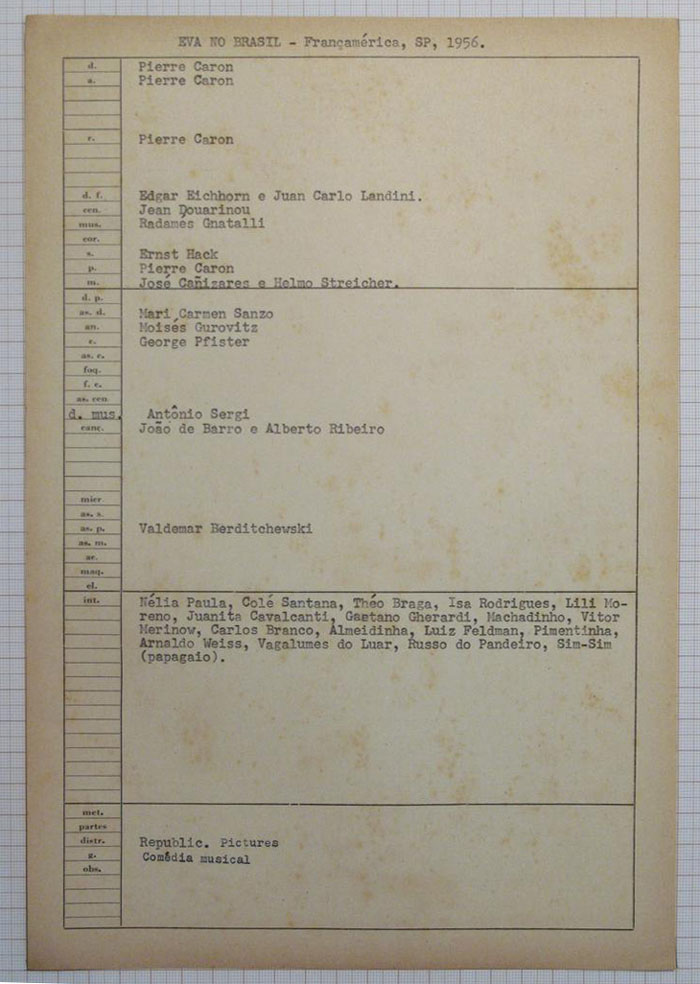 EVA NO BRASIL - Françamérica, SP, 1956.
d. Pierre Caron
a. Pierre Caron
r. Pierre Caron
d. f. Edgar Eichhorn e Juan Carlo Landini.
cen. Jean Douarinou
mus. Radamés Gnatalli
cor.
s. Ernst Hack
p. Pierre Caron
m. José Cañizares e Helmo Streicher.
d. p.
as. d. Mari Carmen Sanzo
an. Moisés Gurovitz
c. George Pfister
as. c.
foq.
f. c.
as. cen
d. mus. Antônio Sergi
canç. João de Barro e Alberto Ribeiro
micr
as. s.
as. p. Valdemar Berditchewski
as. m.
ar.
maq.
el.
int. Nélia Paula, Colé Santana, Théo Braga, Isa Rodrigues, Lili Mo-
reno, Juanita Cavalcanti, Gaetano Gherardi, Machadinho, Vitor
Merinow, Carlos Branco, Almeidinha, Luiz Feldman, Pimentinha,
Arnaldo Weiss, Vagalumes do Luar, Russo do Pandeiro, Sim-Sim
(papagaio).
met.
partes
distr. Republic. Pictures
g. Comédia musical
obs.